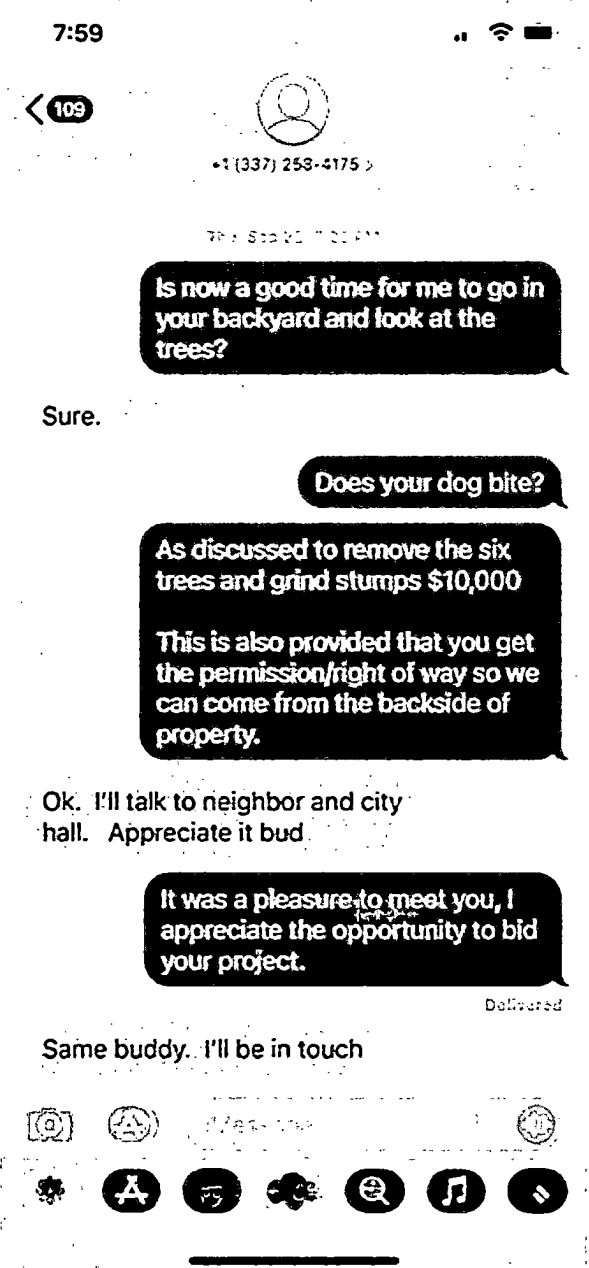 7:59
109
+1 (337) 258-4175 >
Is now a good time for me to go in
your backyard and look at the
trees?
Sure.
Does your dog bite?
As discussed to remove the six
trees and grind stumps $10,000
This is also provided that you get
the permission/right of way so we
can come from the backside of
property.
Ok. I'll talk to neighbor and city
hall. Appreciate it bud
It was a pleasure to meet you, I
appreciate the opportunity to bid
your project.
Delivered
Same buddy. I'll be in touch